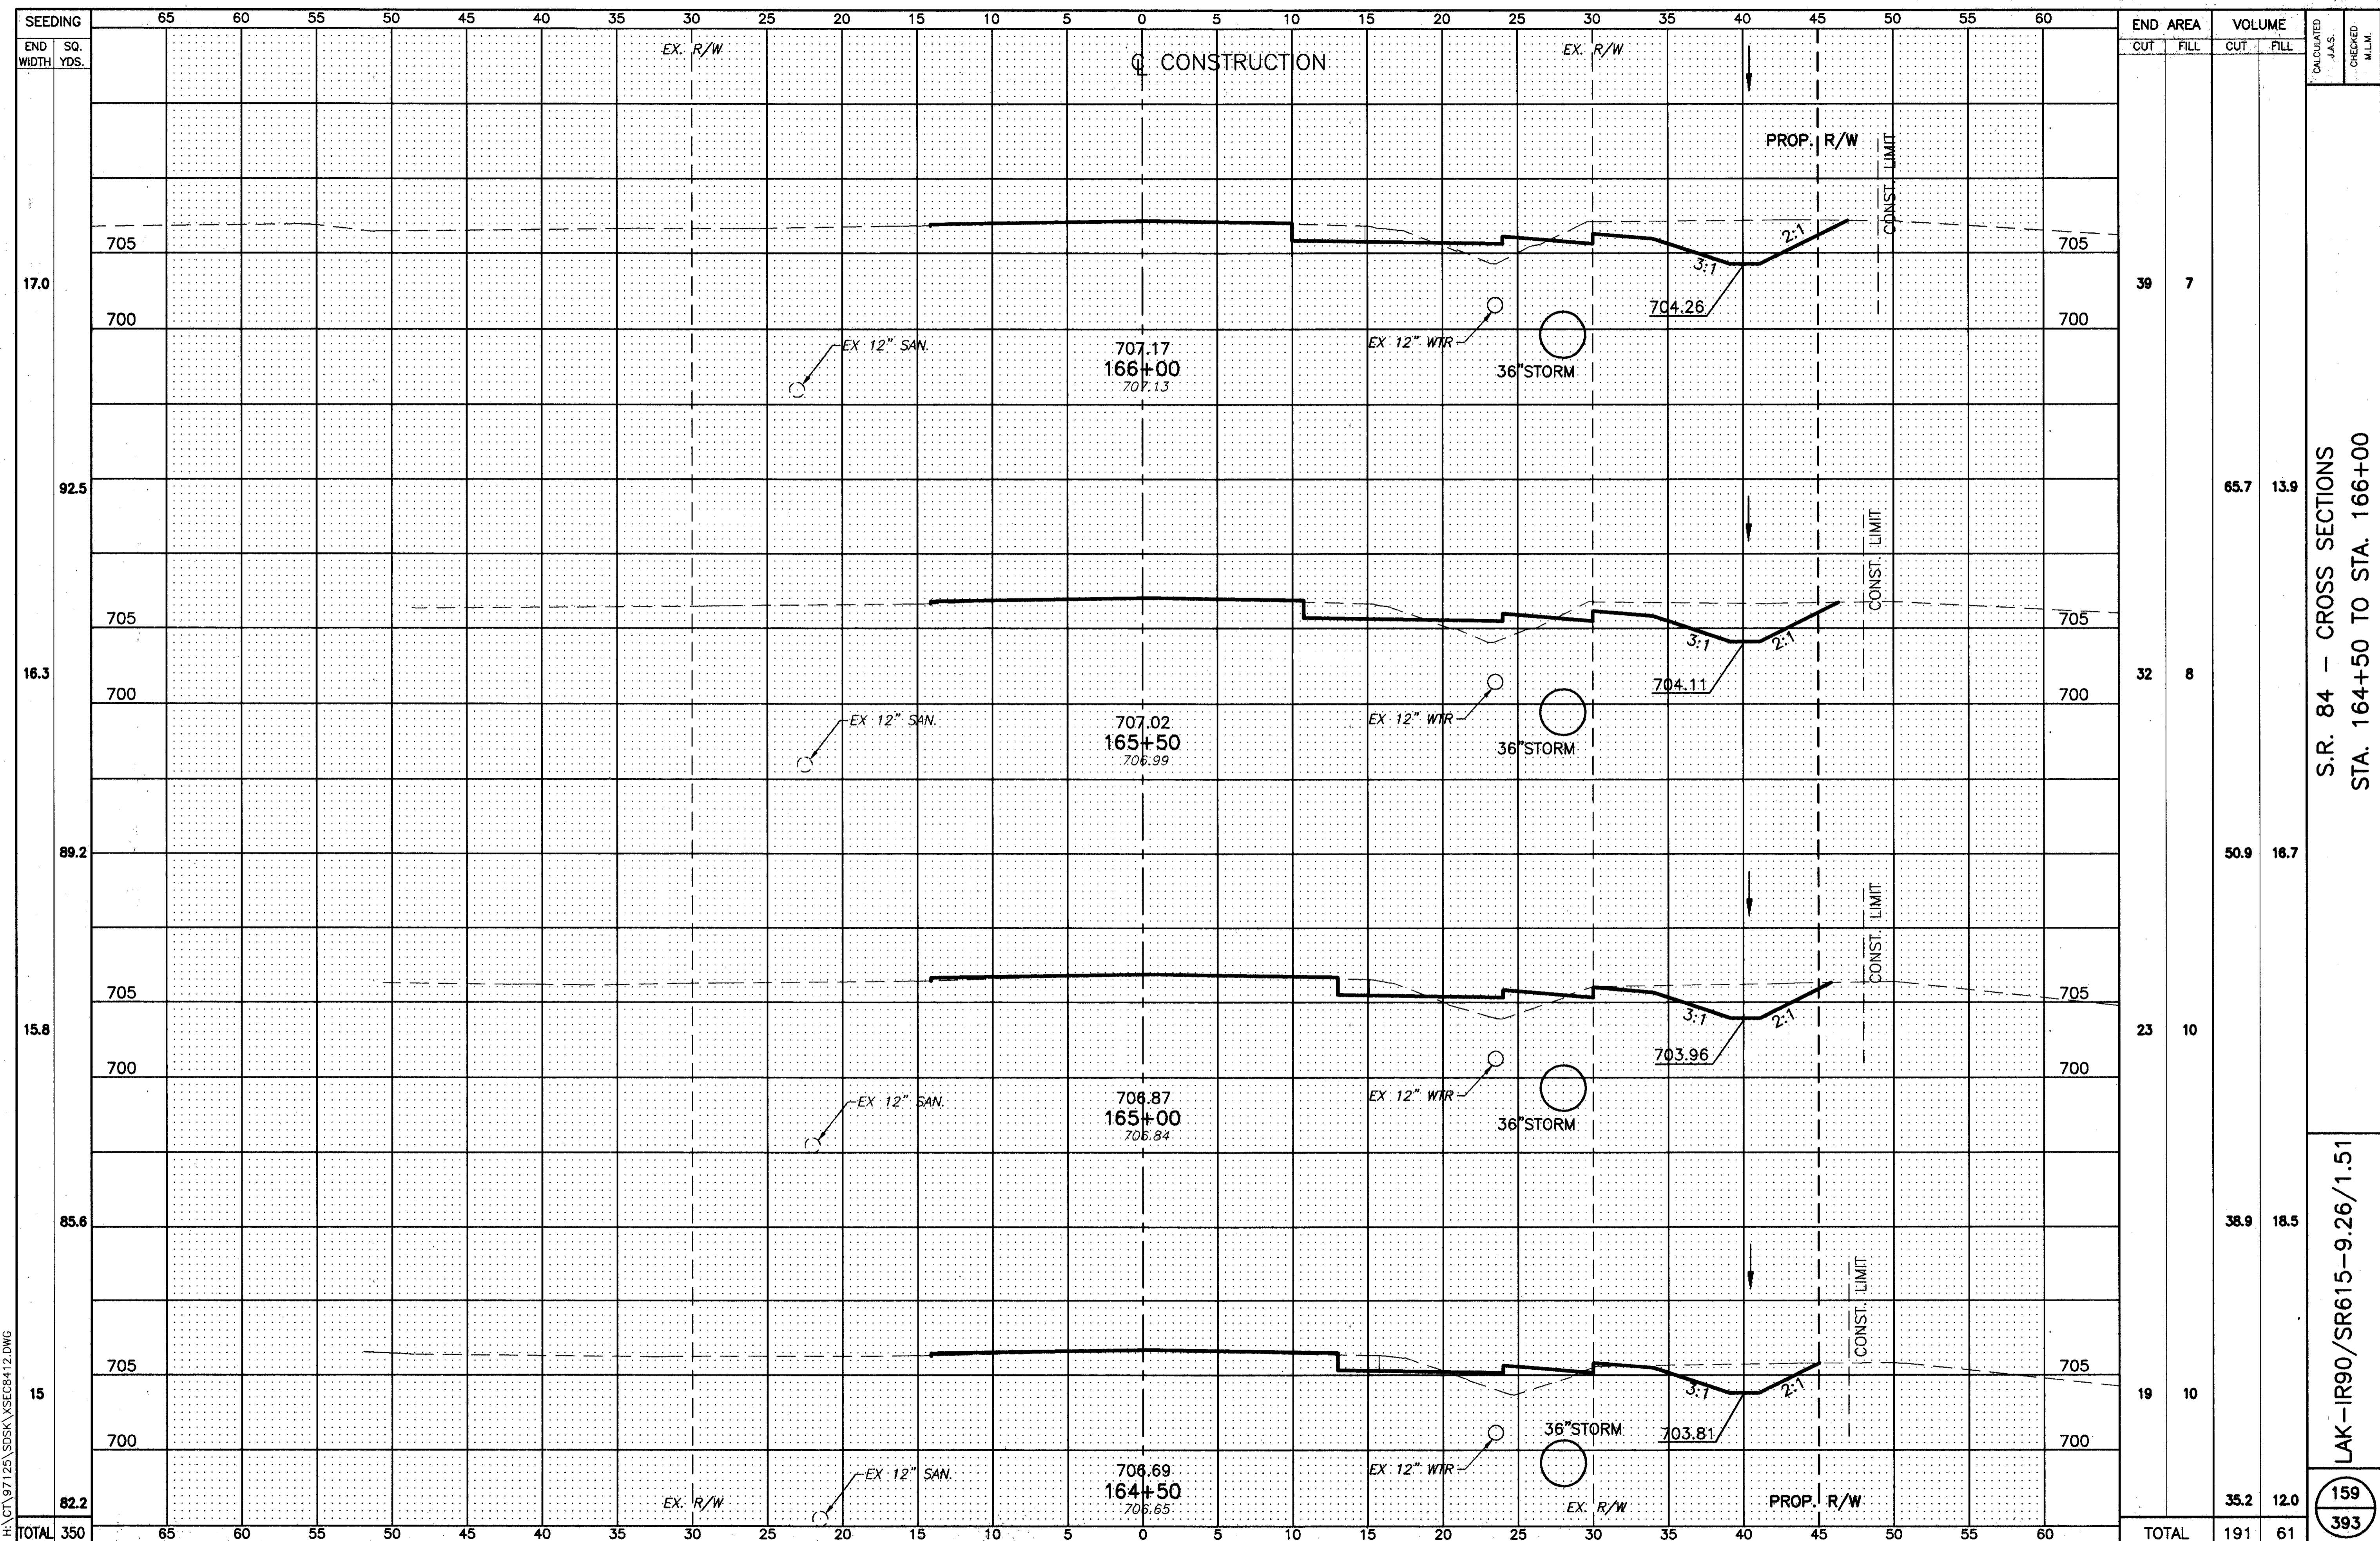 SEEDING
END WIDTH
SQ. YDS.
65 60 55 50 45 40 35 30 25 20 15 10 5 0 5 10 15 20 25 30 35 40 45 50 55 60
END AREA
VOLUME
CUT FILL CUT FILL
CALCULATED
J.A.S.
CHECKED
M.L.M.
EX. R/W
℄ CONSTRUCTION
EX. R/W
PROP. R/W
CONST. LIMIT
705
2:1
705
3:1
17.0
39 7
704.26
700
700
EX 12" SAN.
707.17
166+00
707.13
EX 12" WTR
36"STORM
92.5
65.7 13.9
CONST. LIMIT
705
705
3:1
2:1
16.3
32 8
704.11
700
700
EX 12" SAN.
707.02
165+50
706.99
EX 12" WTR
36"STORM
89.2
50.9 16.7
CONST. LIMIT
705
705
3:1
2:1
15.8
23 10
703.96
700
700
EX 12" SAN.
706.87
165+00
706.84
EX 12" WTR
36"STORM
85.6
38.9 18.5
CONST. LIMIT
705
705
3:1
2:1
15
19 10
36"STORM
703.81
700
700
EX 12" SAN.
706.69
164+50
706.65
EX 12" WTR
82.2
EX. R/W
EX. R/W
PROP. R/W
35.2 12.0
TOTAL 350
65 60 55 50 45 40 35 30 25 20 15 10 5 0 5 10 15 20 25 30 35 40 45 50 55 60
TOTAL 191 61
S.R. 84 - CROSS SECTIONS
STA. 164+50 TO STA. 166+00
LAK-IR90/SR615-9.26/1.51
159
393
H:\CT\97125\SDSK\XSEC8412.DWG